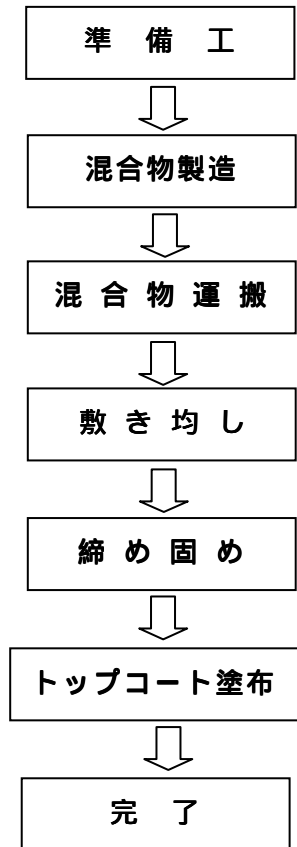 準 備 工
混合物製造
混 合 物 運 搬
敷 き 均 し
締 め 固 め
トップコート塗布
完 了